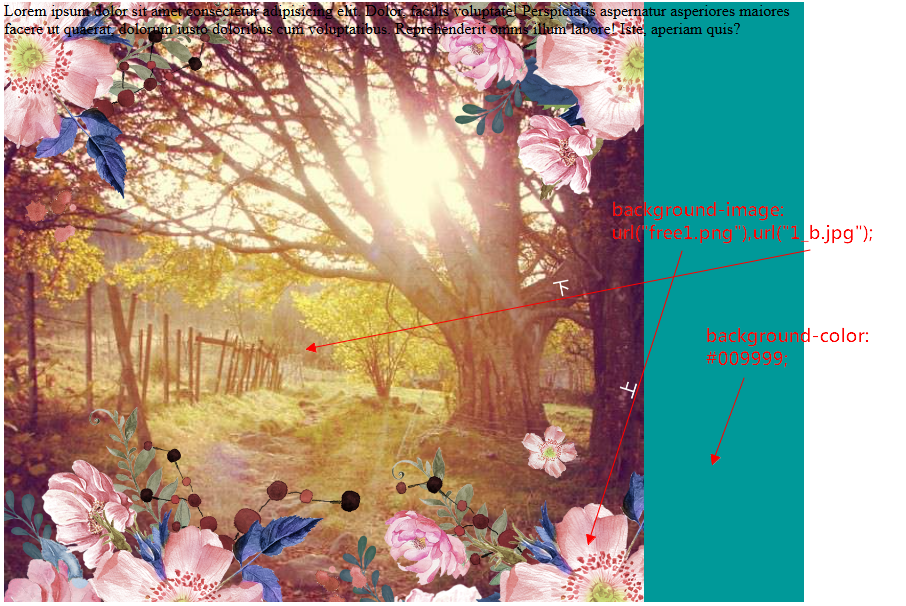 Lorem ipsum dolor sit amet consectetur adipisicing elit. Dolor, facilis voluptate! Perspiciatis aspernatur asperiores maiores
facere ut quaerat, dolorum iusto doloribus cum voluptatibus. Reprehenderit omnis illum labore! Iste, aperiam quis?
background-image:
url("free1.png"),url("1_b.jpg");
下
background-color:
#009999;
上